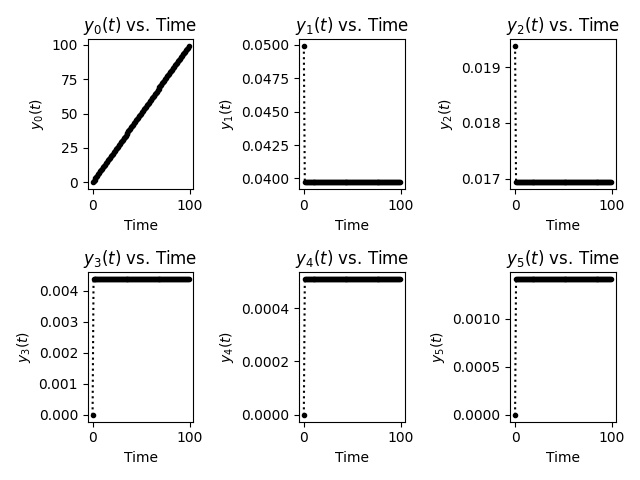 y₀(t) vs. Time
y₁(t) vs. Time
y₂(t) vs. Time
100
75
50
25
0
y₀(t)
0 100
Time
0.0500
0.0475
0.0450
0.0425
0.0400
y₁(t)
0 100
Time
0.019
0.018
0.017
y₂(t)
0 100
Time
y₃(t) vs. Time
y₄(t) vs. Time
y₅(t) vs. Time
0.004
0.003
0.002
0.001
0.000
y₃(t)
0 100
Time
0.0004
0.0002
0.0000
y₄(t)
0 100
Time
0.0010
0.0005
0.0000
y₅(t)
0 100
Time